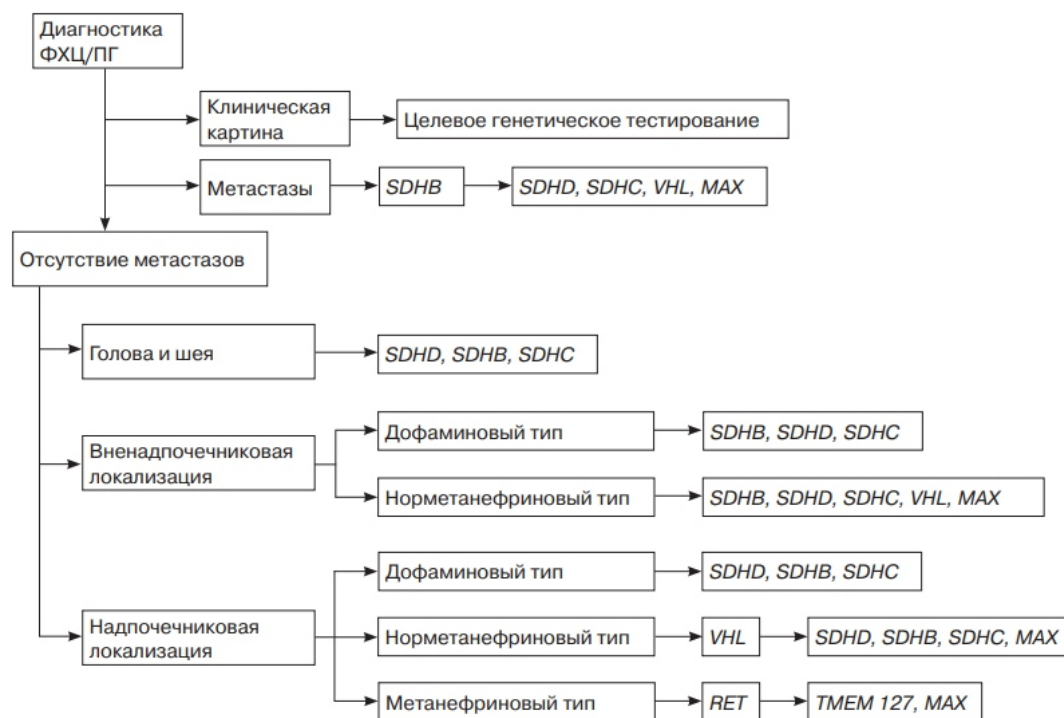 Диагностика
ФХЦ/ПГ
Клиническая
картина
Целевое генетическое тестирование
Метастазы
SDHB
SDHD, SDHC, VHL, MAX
Отсутствие метастазов
Голова и шея
SDHD, SDHB, SDHC
Вненадпочечниковая
локализация
Дофаминовый тип
SDHB, SDHD, SDHC
Норметанефриновый тип
SDHB, SDHD, SDHC, VHL, MAX
Надпочечниковая
локализация
Дофаминовый тип
SDHD, SDHB, SDHC
Норметанефриновый тип
VHL
SDHD, SDHB, SDHC, MAX
Метанефриновый тип
RET
TMEM 127, MAX